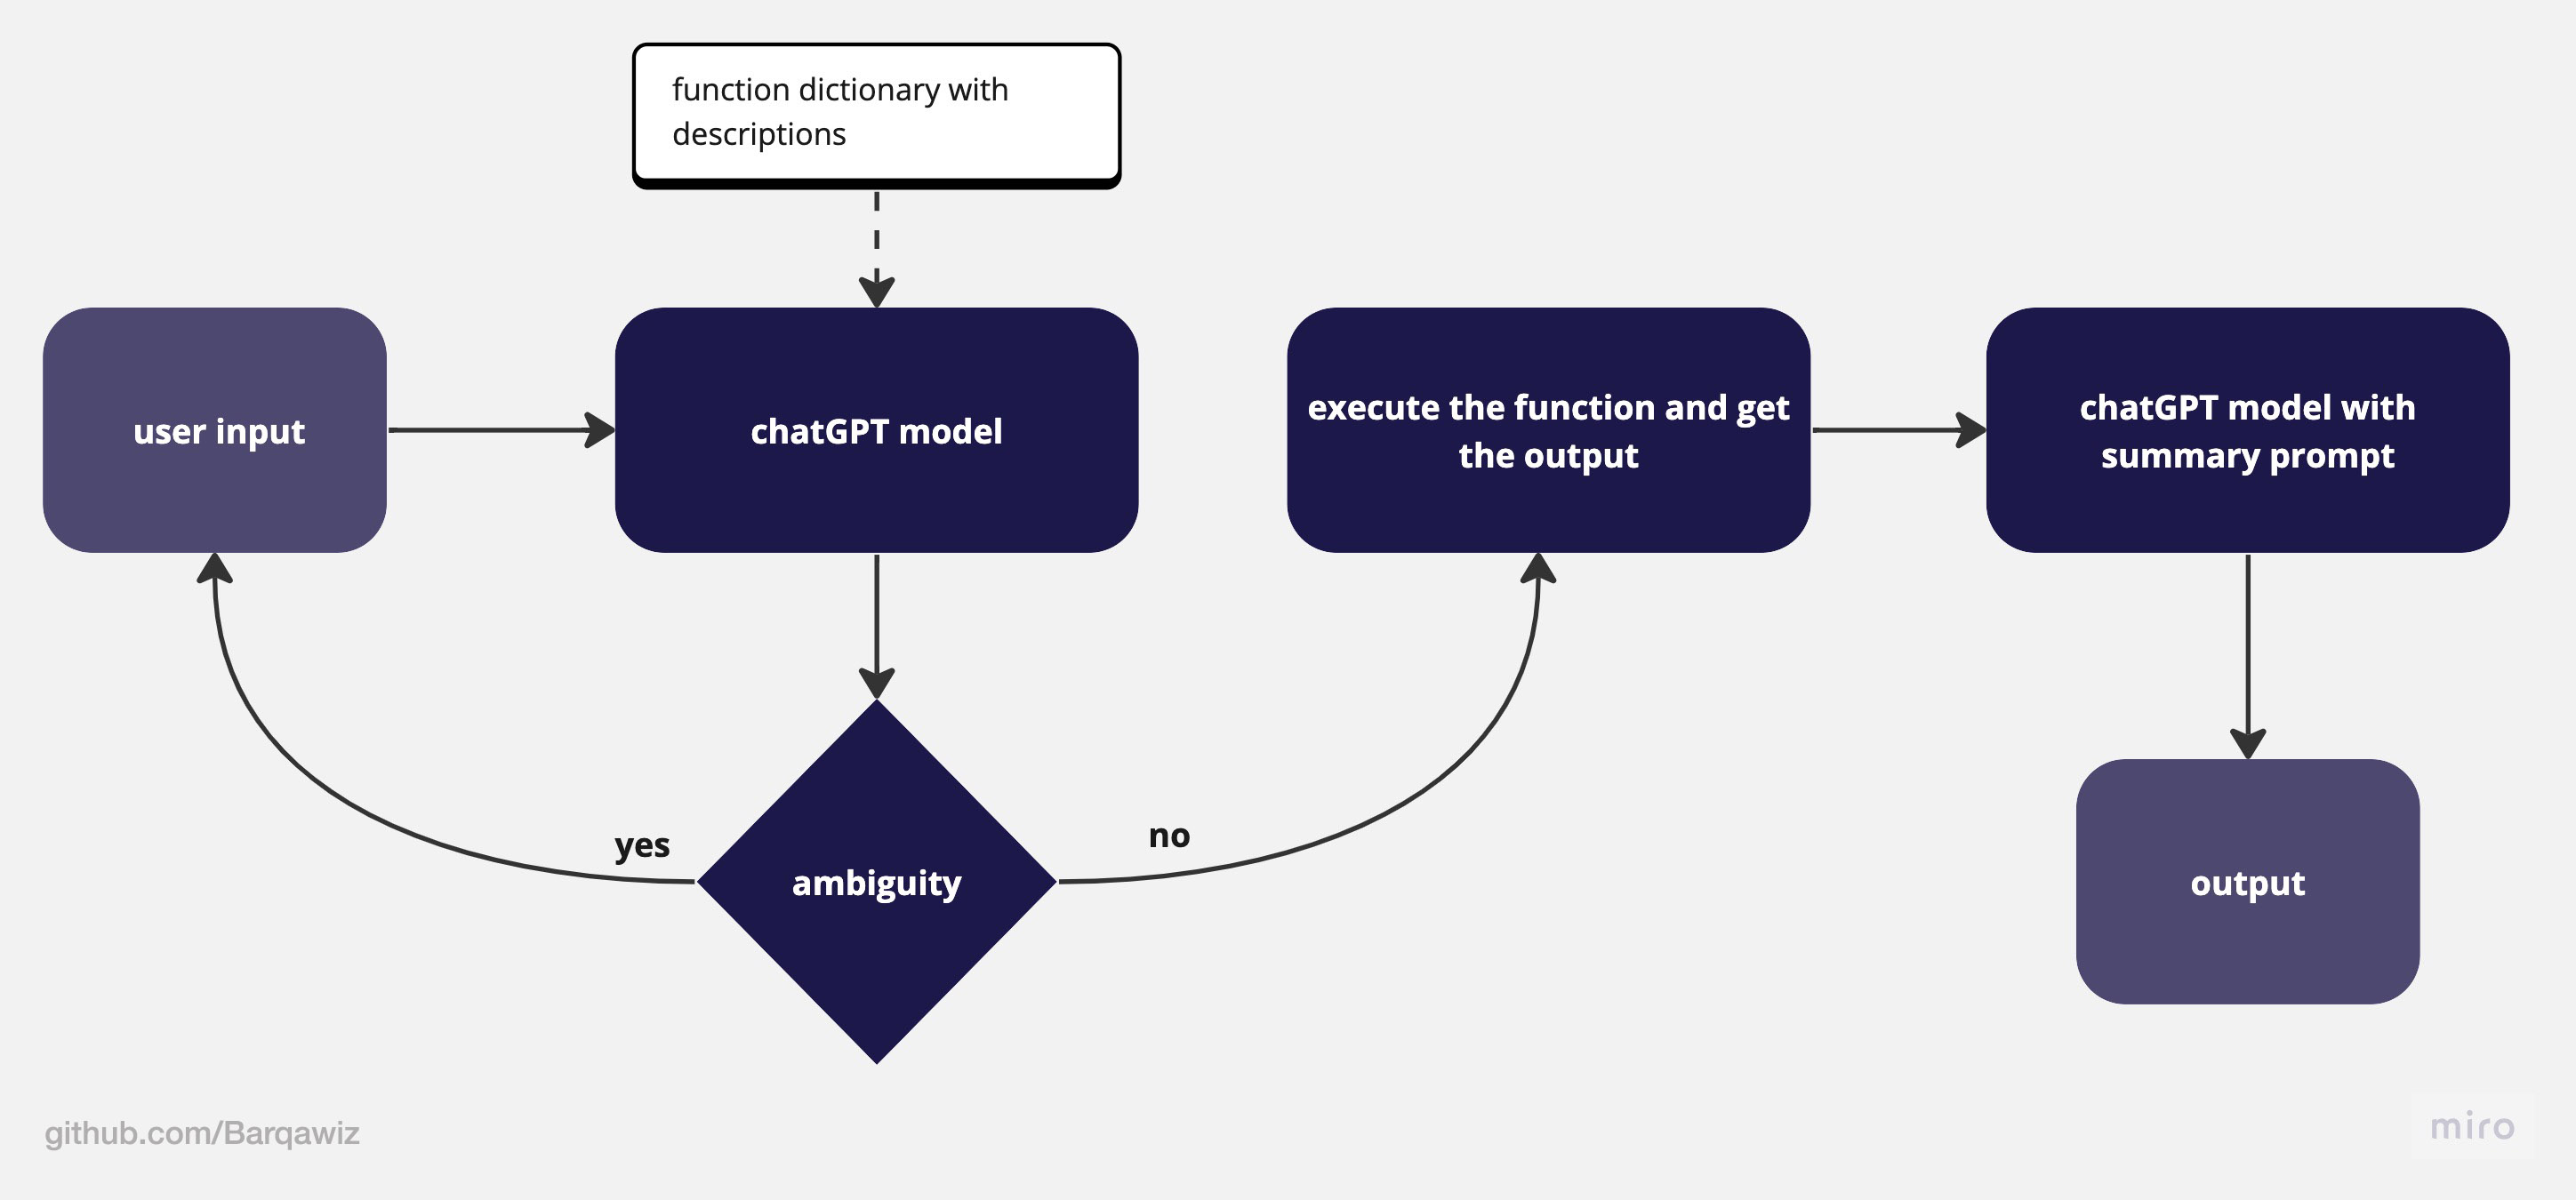 function dictionary with
descriptions
user input
chatGPT model
execute the function and get
the output
chatGPT model with
summary prompt
yes
no
ambiguity
output
github.com/Barqawiz
miro